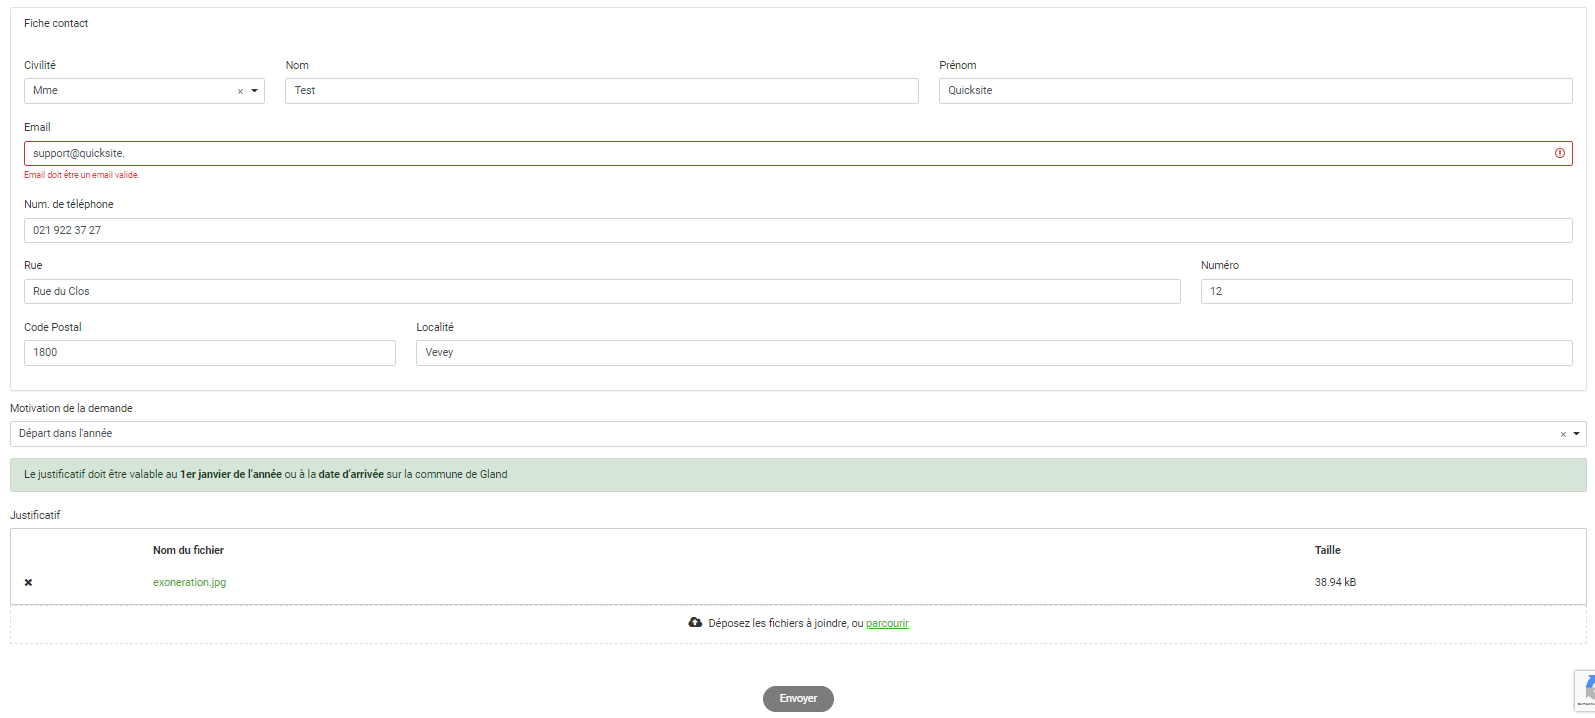 Fiche contact
Civilité Nom Prénom
Mme × Test Quicksite
Email
support@quicksite.
Email doit être un email valide.
Num. de téléphone
021 922 37 27
Rue Numéro
Rue du Clos 12
Code Postal Localité
1800 Vevey
Motivation de la demande
Départ dans l'année ×
Le justificatif doit être valable au 1er janvier de l'année ou à la date d'arrivée sur la commune de Gland
Justificatif
Nom du fichier Taille
exoneration.jpg 38.94 kB
Déposez les fichiers à joindre, ou parcourir
Envoyer